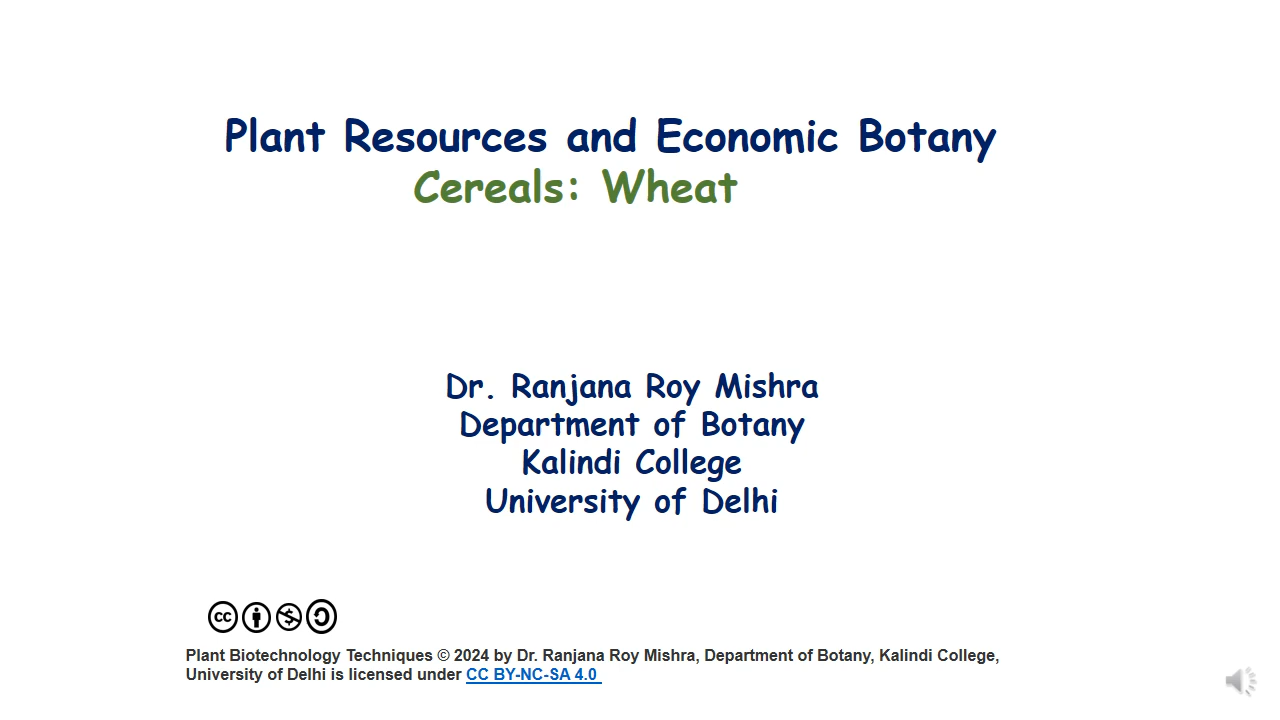 Plant Resources and Economic Botany
Cereals: Wheat
Dr. Ranjana Roy Mishra
Department of Botany
Kalindi College
University of Delhi
cc
Plant Biotechnology Techniques © 2024 by Dr. Ranjana Roy Mishra, Department of Botany, Kalindi College,
University of Delhi is licensed under CC BY-NC-SA 4.0